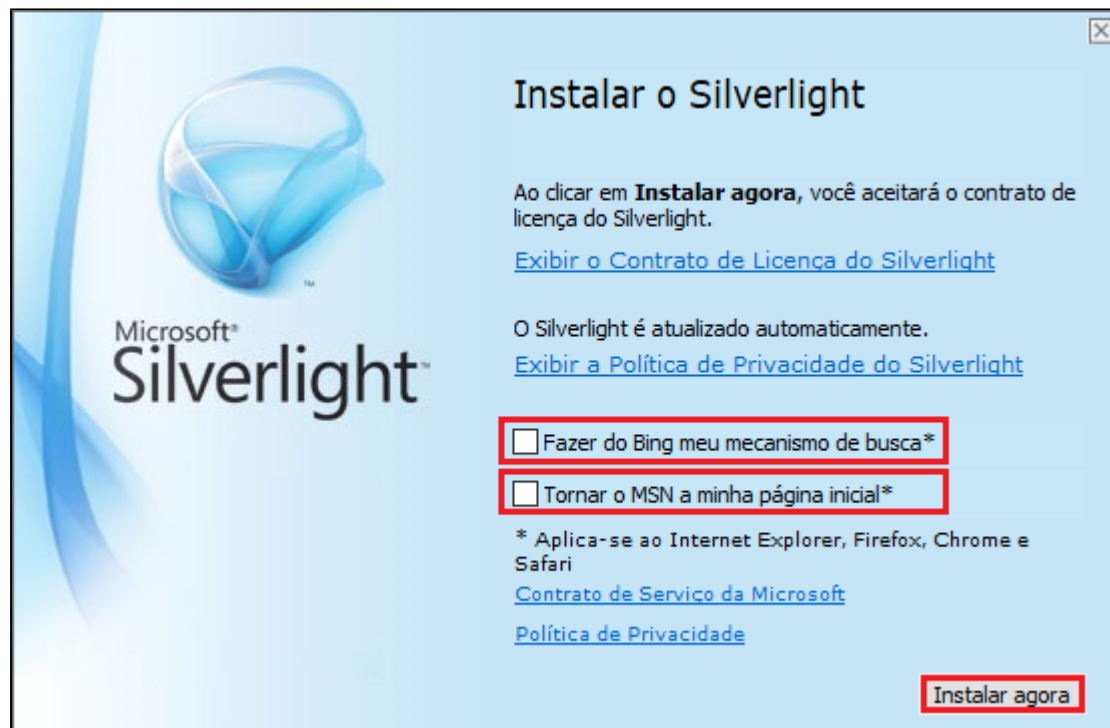 Instalar o Silverlight
Ao clicar em Instalar agora, você aceitará o contrato de
licença do Silverlight.
Exibir o Contrato de Licença do Silverlight
O Silverlight é atualizado automaticamente.
Exibir a Política de Privacidade do Silverlight
TM
Microsoft®
Silverlight™
Fazer do Bing meu mecanismo de busca*
Tornar o MSN a minha página inicial*
* Aplica-se ao Internet Explorer, Firefox, Chrome e
Safari
Contrato de Serviço da Microsoft
Política de Privacidade
Instalar agora